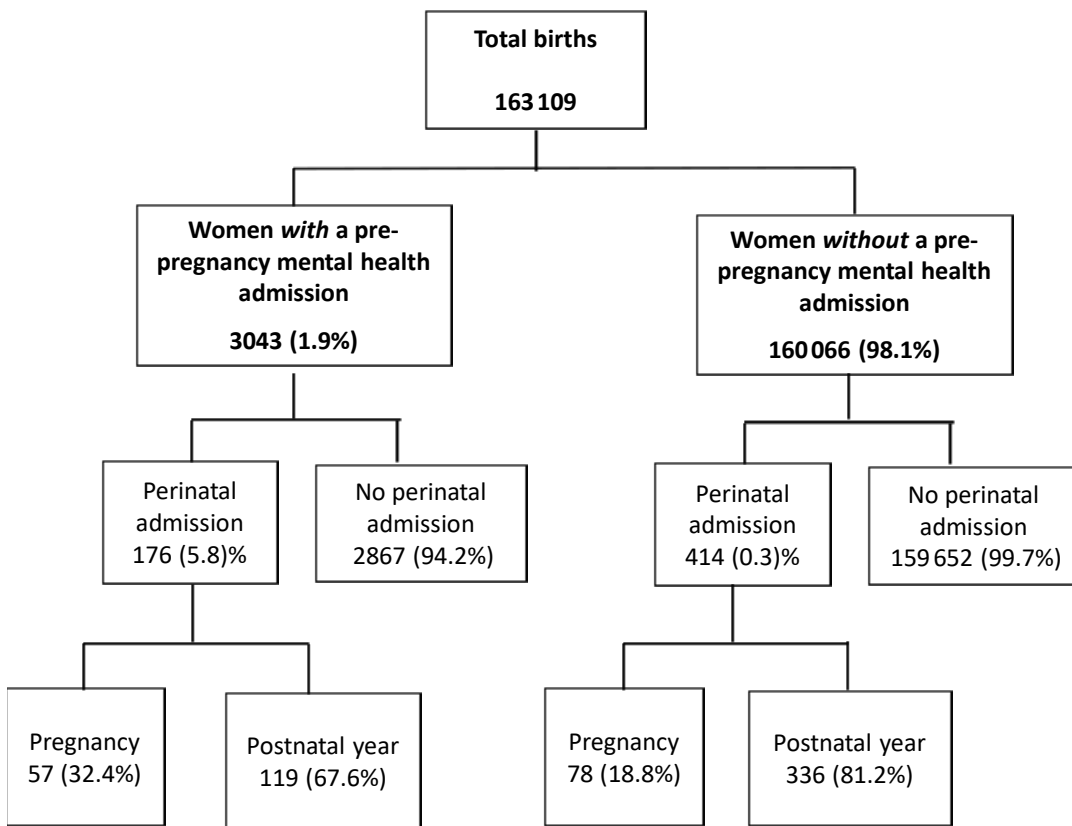 Total births
163 109
Women with a pre-
pregnancy mental health
admission
3043 (1.9%)
Women without a pre-
pregnancy mental health
admission
160 066 (98.1%)
Perinatal
admission
176 (5.8)%
No perinatal
admission
2867 (94.2%)
Perinatal
admission
414 (0.3)%
No perinatal
admission
159 652 (99.7%)
Pregnancy
57 (32.4%)
Postnatal year
119 (67.6%)
Pregnancy
78 (18.8%)
Postnatal year
336 (81.2%)